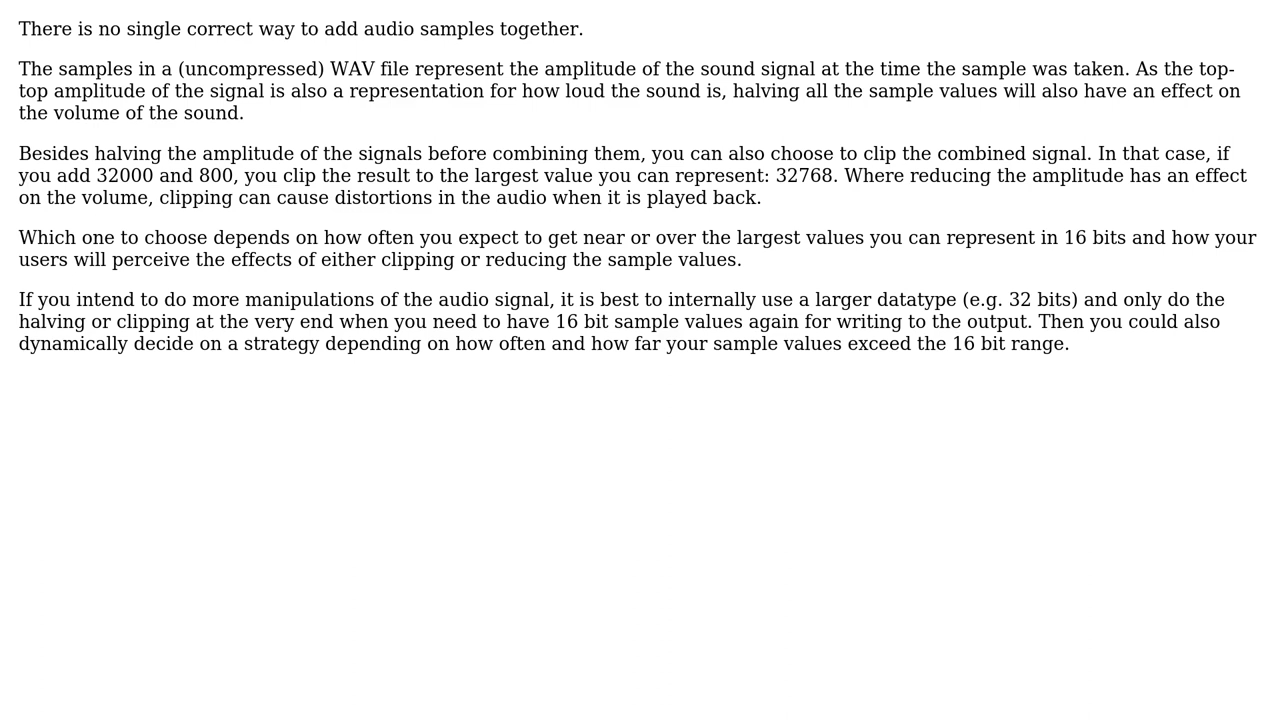 There is no single correct way to add audio samples together.
The samples in a (uncompressed) WAV file represent the amplitude of the sound signal at the time the sample was taken. As the top-
top amplitude of the signal is also a representation for how loud the sound is, halving all the sample values will also have an effect on
the volume of the sound.
Besides halving the amplitude of the signals before combining them, you can also choose to clip the combined signal. In that case, if
you add 32000 and 800, you clip the result to the largest value you can represent: 32768. Where reducing the amplitude has an effect
on the volume, clipping can cause distortions in the audio when it is played back.
Which one to choose depends on how often you expect to get near or over the largest values you can represent in 16 bits and how your
users will perceive the effects of either clipping or reducing the sample values.
If you intend to do more manipulations of the audio signal, it is best to internally use a larger datatype (e.g. 32 bits) and only do the
halving or clipping at the very end when you need to have 16 bit sample values again for writing to the output. Then you could also
dynamically decide on a strategy depending on how often and how far your sample values exceed the 16 bit range.